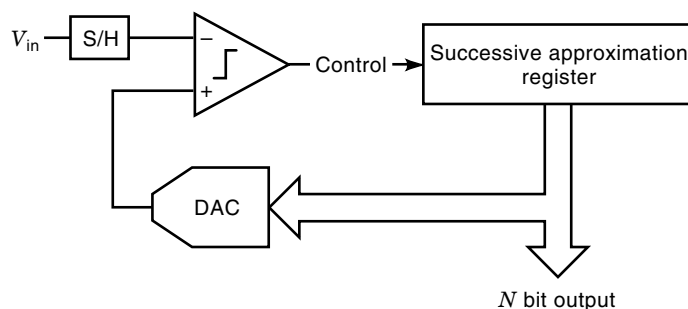 V_in
S/H
−
+
Control
Successive approximation
register
DAC
N bit output